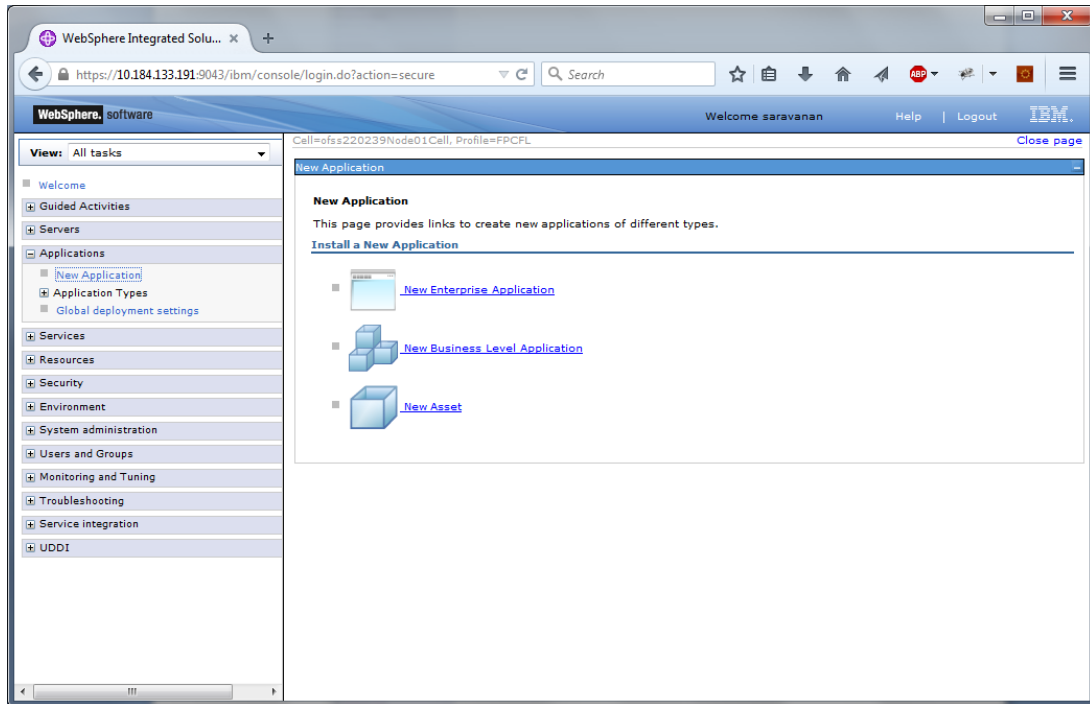 WebSphere Integrated Solu...
https://10.184.133.191:9043/ibm/console/login.do?action=secure
Search
ABP
WebSphere. software
Welcome saravanan
Help | Logout
IBM.
View: All tasks
Cell=ofss220239Node01Cell, Profile=FPCFL
Close page
Welcome
Guided Activities
Servers
Applications
New Application
Application Types
Global deployment settings
Services
Resources
Security
Environment
System administration
Users and Groups
Monitoring and Tuning
Troubleshooting
Service integration
UDDI
New Application
New Application
This page provides links to create new applications of different types.
Install a New Application
New Enterprise Application
New Business Level Application
New Asset